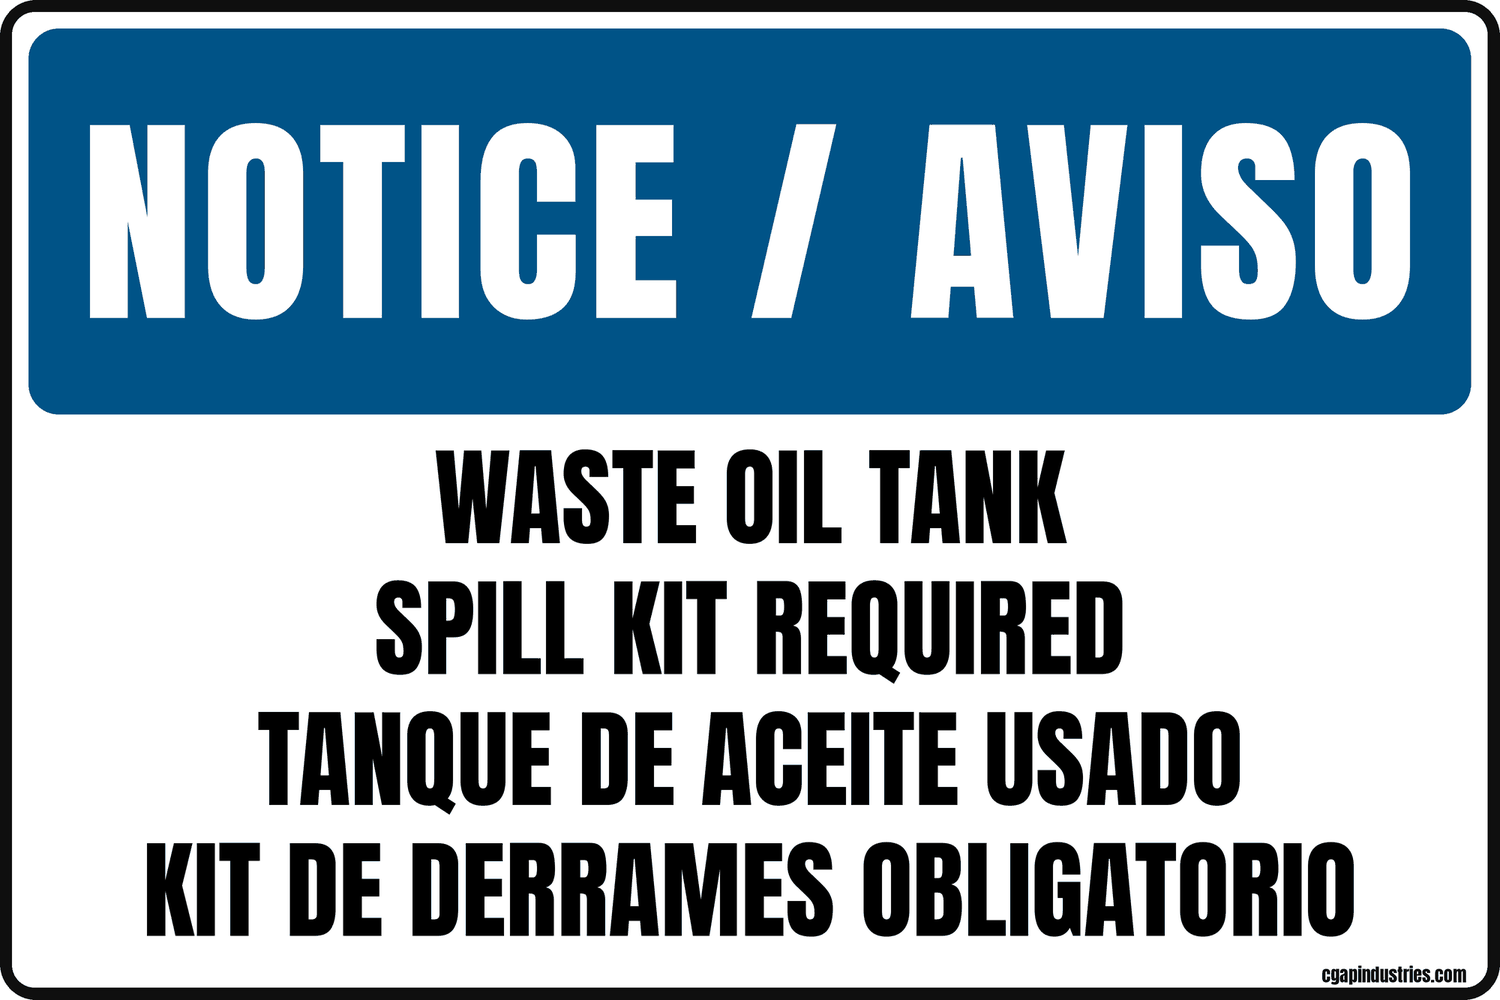 NOTICE / AVISO
WASTE OIL TANK
SPILL KIT REQUIRED
TANQUE DE ACEITE USADO
KIT DE DERRAMES OBLIGATORIO
cgapindustries.com